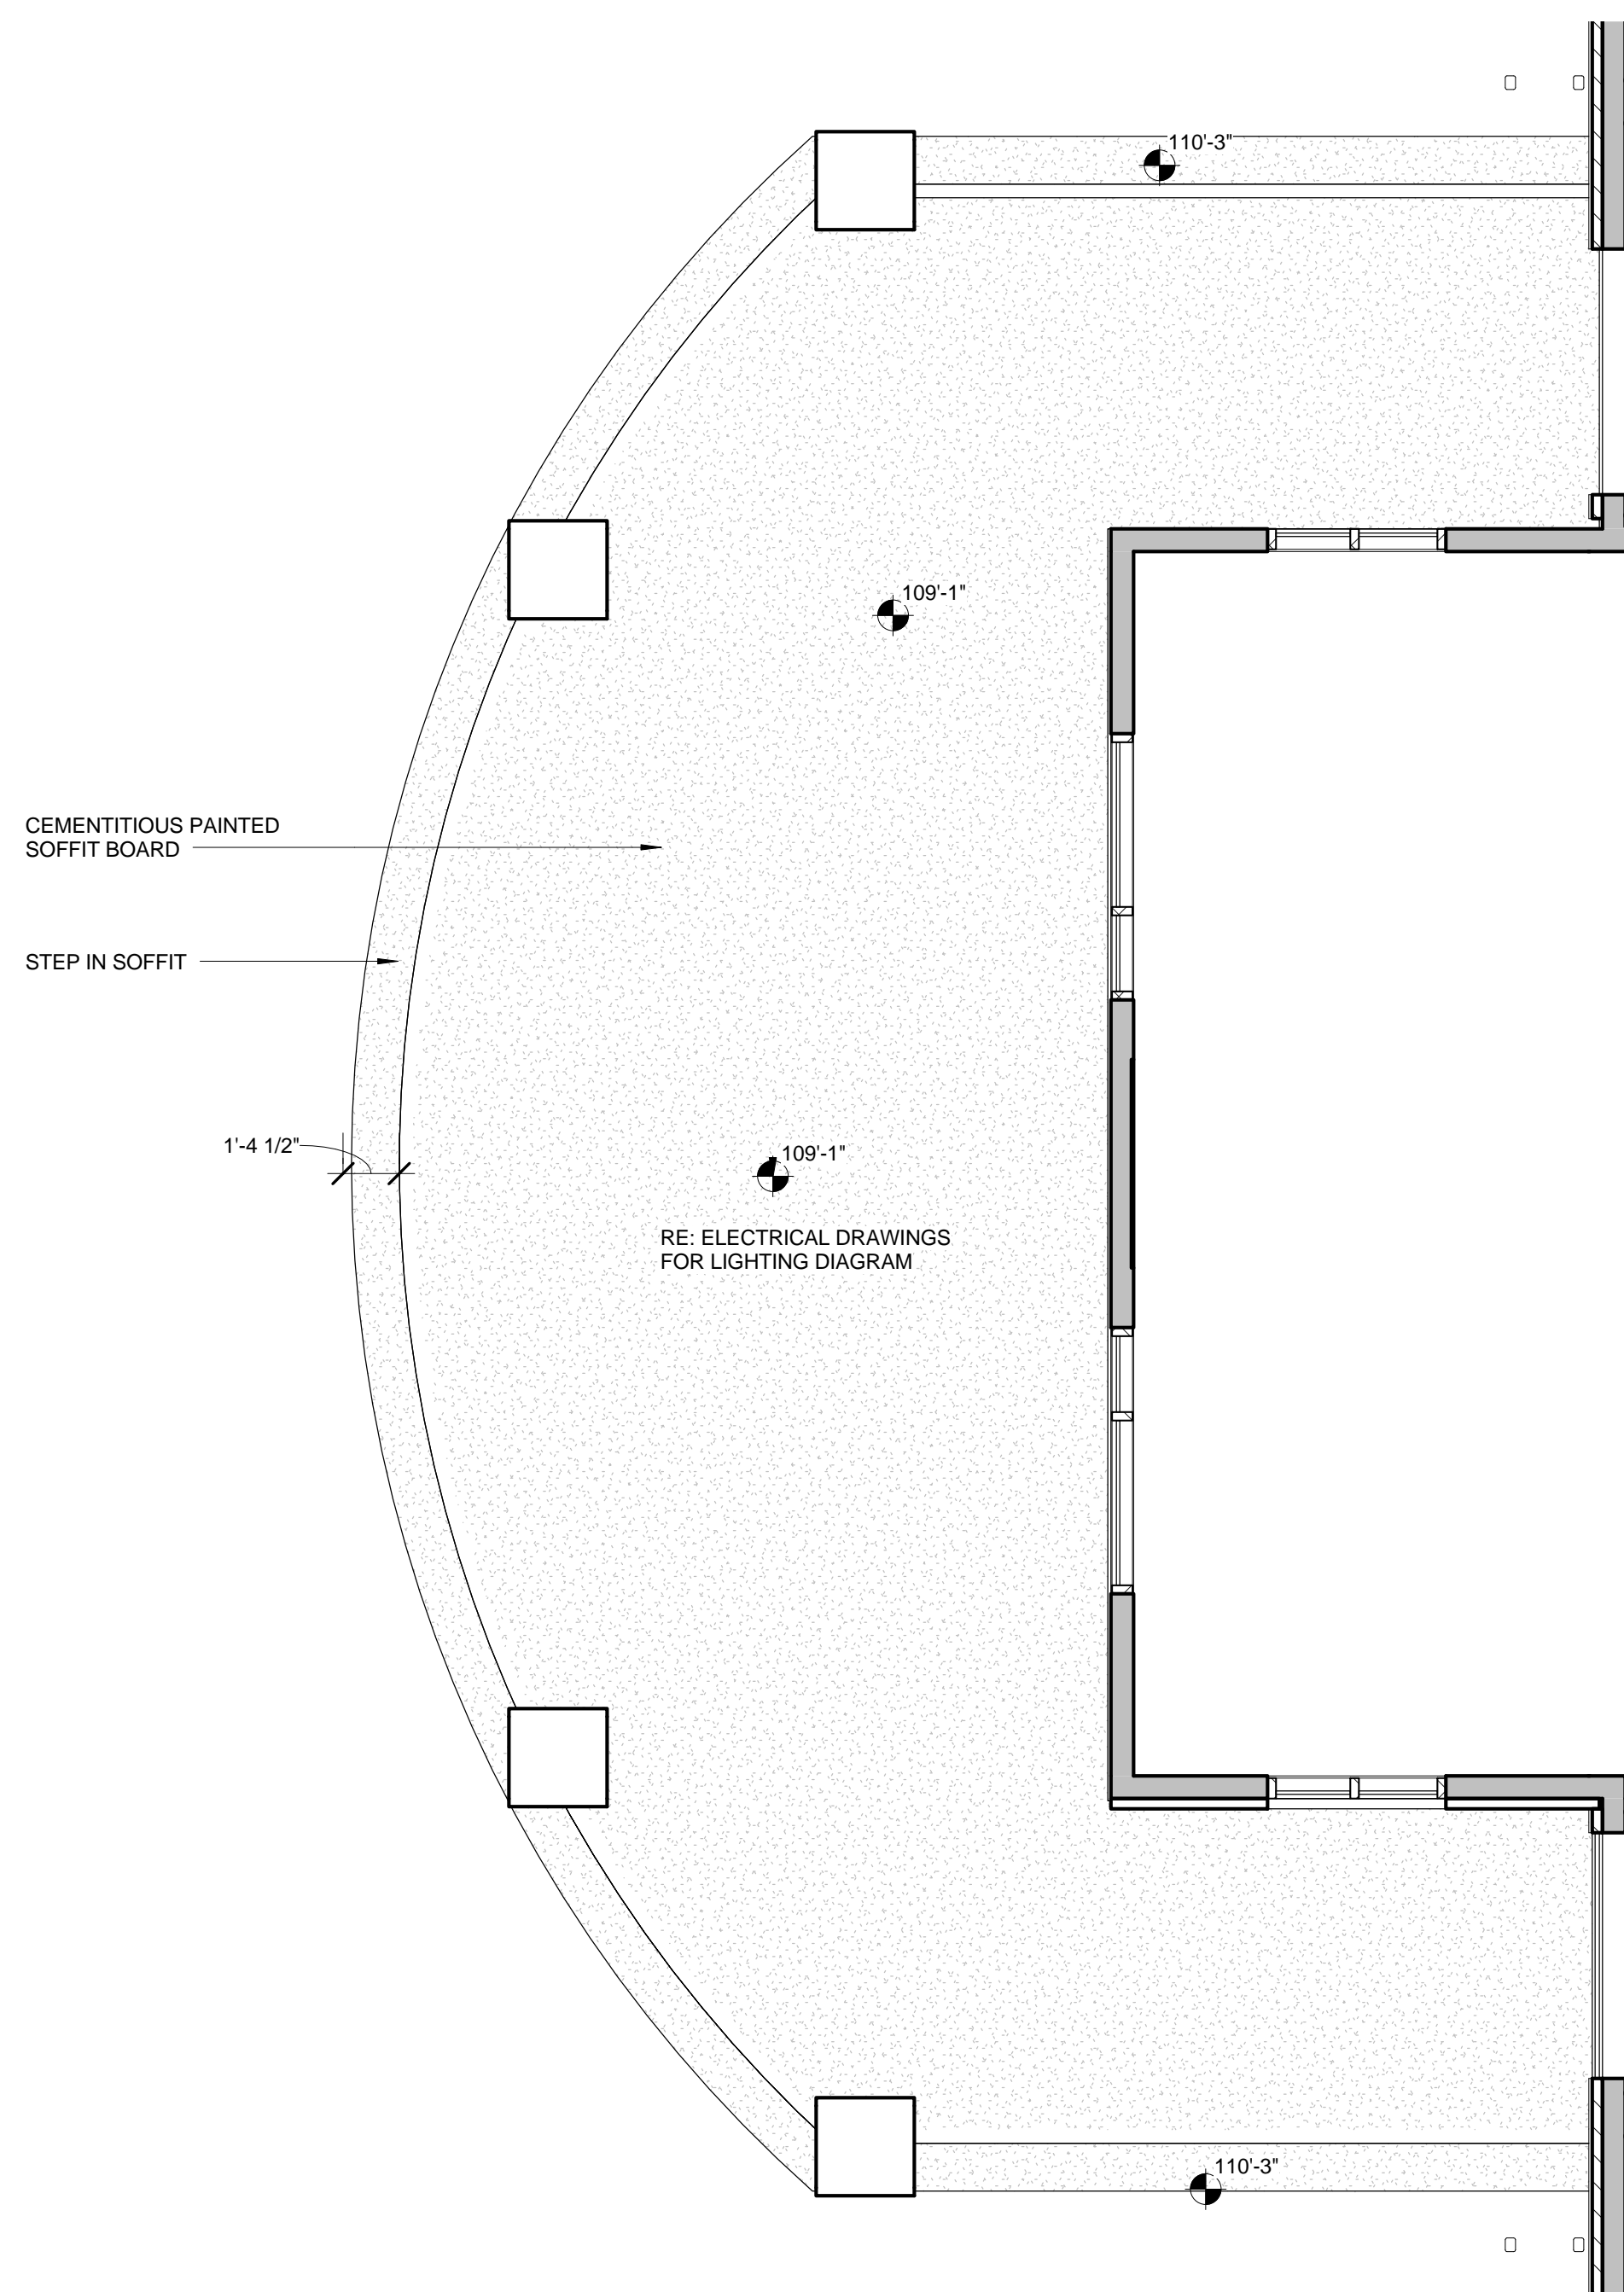 110'-3"
109'-1"
CEMENTITIOUS PAINTED
SOFFIT BOARD
STEP IN SOFFIT
1'-4 1/2"
109'-1"
RE: ELECTRICAL DRAWINGS
FOR LIGHTING DIAGRAM
110'-3"